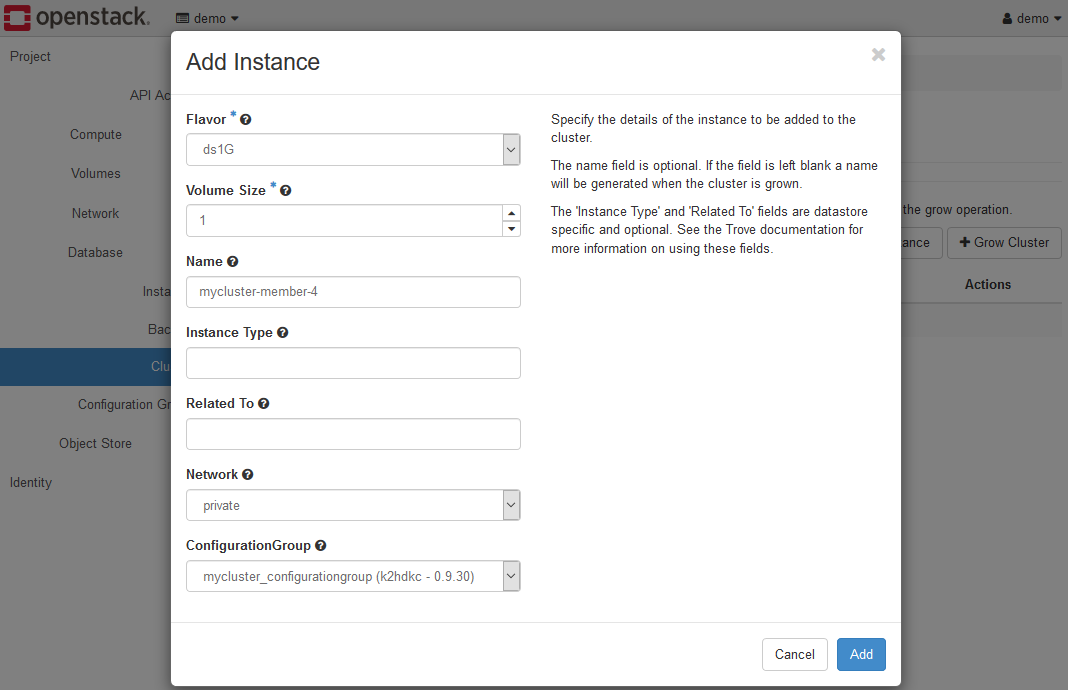 openstack.
demo
demo
Project
API Ac
Compute
Volumes
Network
Database
Insta
Bac
Clu
Configuration Gr
Object Store
Identity
Add Instance
Flavor *
ds1G
Volume Size *
1
Name
mycluster-member-4
Instance Type
Related To
Network
private
ConfigurationGroup
mycluster_configurationgroup (k2hdkc - 0.9.30)
Specify the details of the instance to be added to the
cluster.
The name field is optional. If the field is left blank a name
will be generated when the cluster is grown.
The 'Instance Type' and 'Related To' fields are datastore
specific and optional. See the Trove documentation for
more information on using these fields.
Cancel
Add
the grow operation.
ance
Grow Cluster
Actions